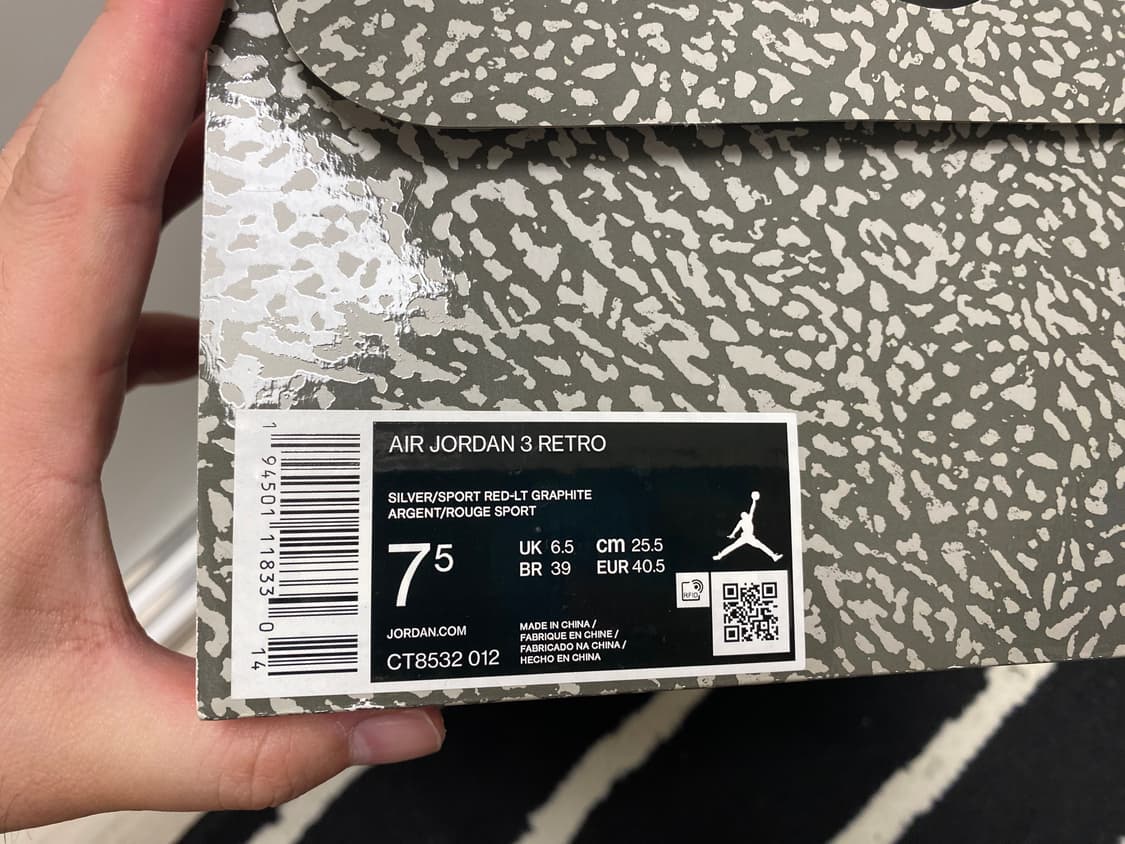 1 94501 11833 0 14
AIR JORDAN 3 RETRO
SILVER/SPORT RED-LT GRAPHITE
ARGENT/ROUGE SPORT
7 5
UK 6.5 cm 25.5
BR 39 EUR 40.5
RFID
JORDAN.COM
CT8532 012
MADE IN CHINA /
FABRIQUE EN CHINE /
FABRICADO NA CHINA /
HECHO EN CHINA